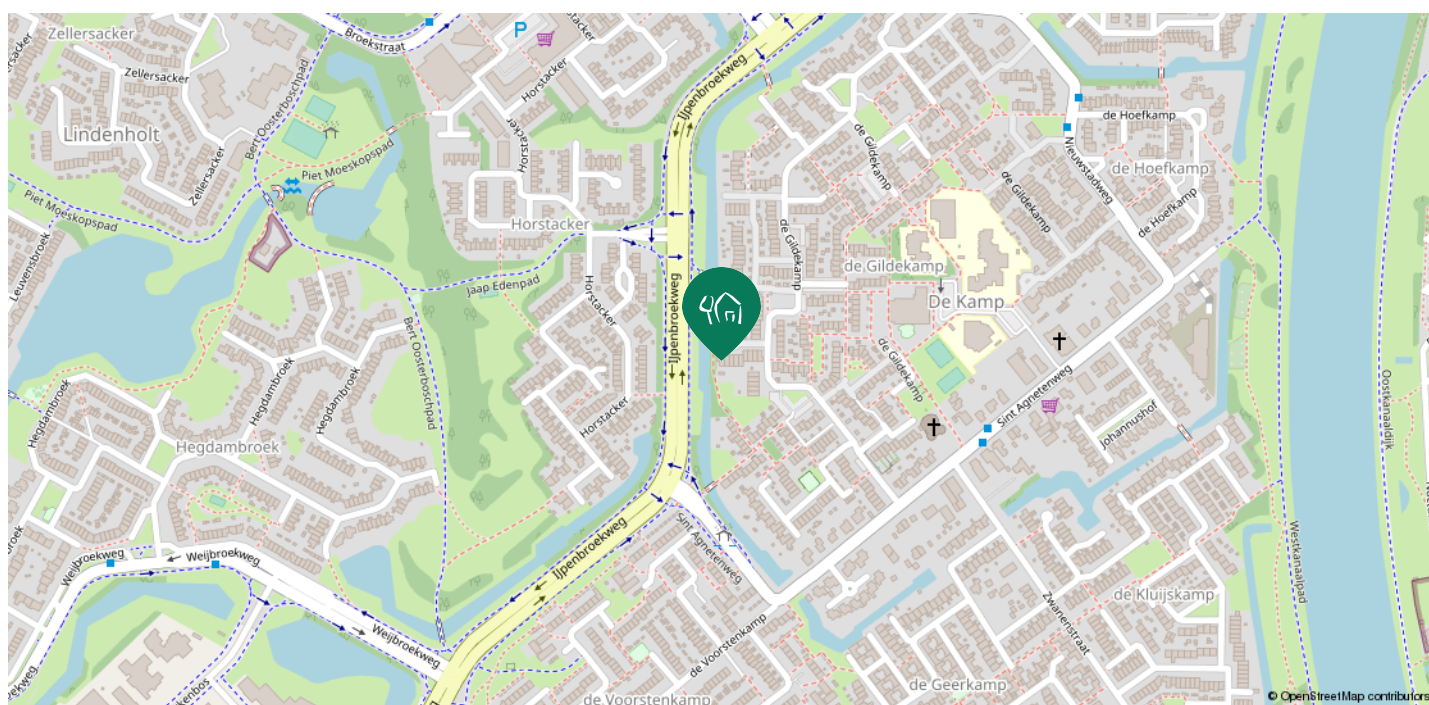 Zellersacker
Broekstraat
P
Zellersacker
Horstacker
IJpenbroekweg
Lindenholt
Bert Oosterboschpad
Horstacker
de Gildekamp
de Hoefkamp
Nieuwstadweg
de Hoefkamp
Piet Moeskopspad
Zellersacker
Piet Moeskopspad
de Gildekamp
de Hoefkamp
Horstacker
de Gildekamp
Leuvensbroek
de Gildekamp
Jaap Edenpad
Horstacker
IJpenbroekweg
De Kamp
Bert Oosterboschpad
de Gildekamp
Hegdambroek
Hegdambroek
Hegdambroek
Sint Agnetenweg
Oostkanaaldijk
Horstacker
Johannushof
Hegdambroek
Sint Agnetenweg
IJpenbroekweg
Weijbroekweg
Weijbroekweg
Westkanaalpad
Zwanenstraat
de Kluijskamp
Weijbroekweg
de Voorstenkamp
de Geerkamp
de Voorstenkamp
© OpenStreetMap contributors